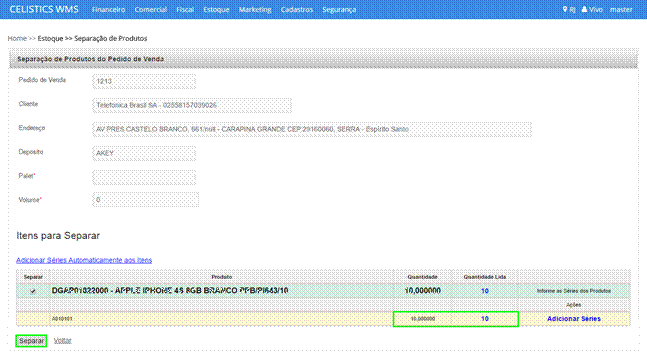 CELISTICS WMS Financeiro Comercial Fiscal Estoque Marketing Cadastros Segurança RJ Vivo master
Home >> Estoque >> Separação de Produtos
Separação de Produtos do Pedido de Venda
Pedido de Venda 1213
Cliente Telefonica Brasil SA - 02558157039026
Endereço AV PRES CASTELO BRANCO, 661/null - CARAPINA GRANDE CEP:29160060, SERRA - Espírito Santo
Deposito AKEY
Palet*
Volume* 0
Itens para Separar
Adicionar Séries Automaticamente aos itens
Separar Produto Quantidade Quantidade Lida
DGAP01022000 - APPLE IPHONE 4S 8GB BRANCO PPB/PI643/10 10,000000 10 Informe as Séries dos Produtos
Ações
A010101 10,000000 10 Adicionar Séries
Separar Voltar